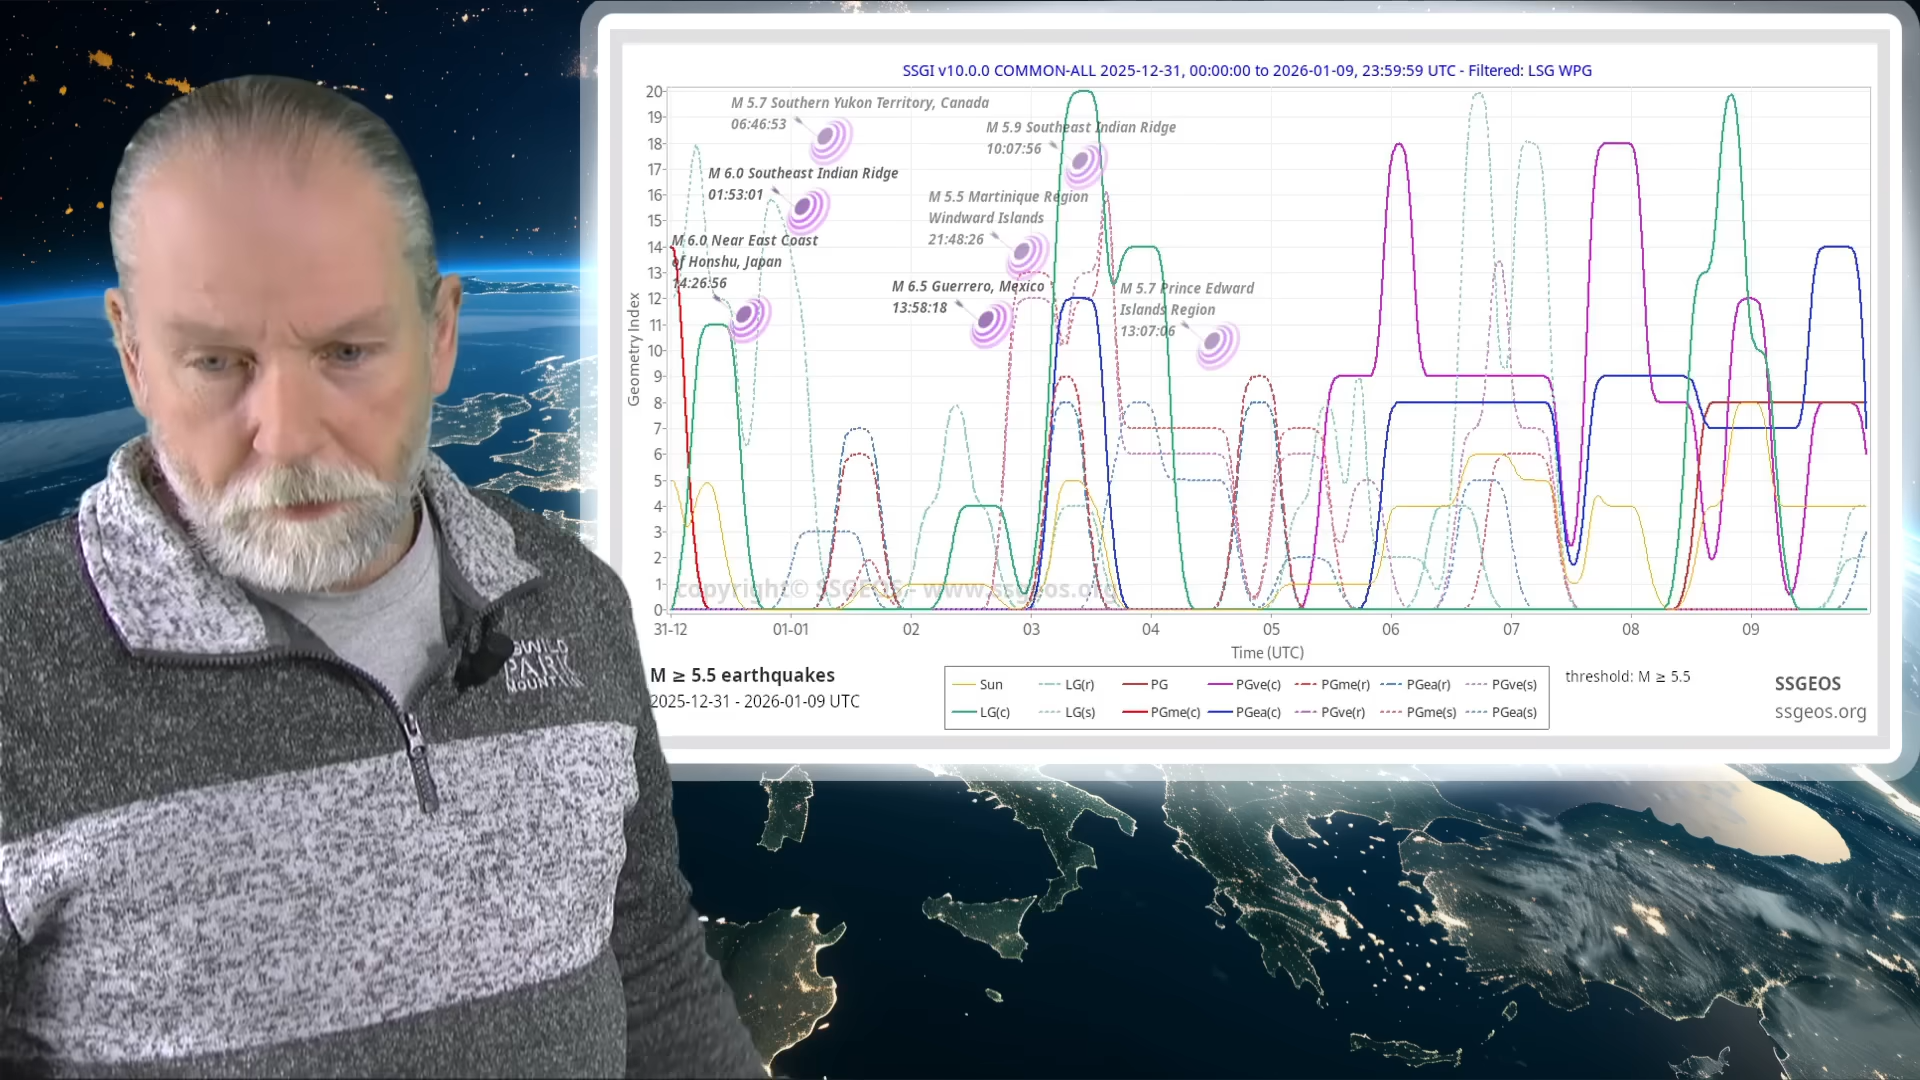 SSGI v10.0.0 COMMON-ALL 2025-12-31, 00:00:00 to 2026-01-09, 23:59:59 UTC - Filtered: LSG WPG
Geometry Index
20
19
18
17
16
15
14
13
12
11
10
9
8
7
6
5
4
3
2
1
0
M 5.7 Southern Yukon Territory, Canada
06:46:53
M 5.9 Southeast Indian Ridge
10:07:56
M 6.0 Southeast Indian Ridge
01:53:01
M 5.5 Martinique Region
Windward Islands
21:48:26
M 6.0 Near East Coast
of Honshu, Japan
14:26:56
M 6.5 Guerrero, Mexico
13:58:18
M 5.7 Prince Edward
Islands Region
13:07:06
copyright© SSGEOS - www.ssgeos.org
31-12 01-01 02 03 04 05 06 07 08 09
Time (UTC)
M ≥ 5.5 earthquakes
2025-12-31 - 2026-01-09 UTC
Sun LG(r) PG PGve(c) PGme(r) PGea(r) PGve(s)
LG(c) LG(s) PGme(c) PGea(c) PGve(r) PGme(s) PGea(s)
threshold: M ≥ 5.5
SSGEOS
ssgeos.org
PARK
MOUNTAIN